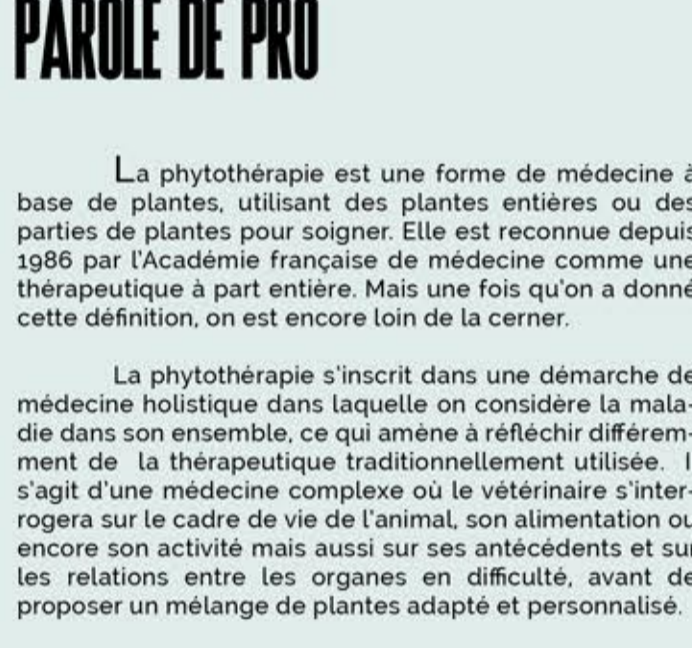 PAROLE DE PRO
La phytothérapie est une forme de médecine à
base de plantes, utilisant des plantes entières ou des
parties de plantes pour soigner. Elle est reconnue depuis
1986 par l'Académie française de médecine comme une
thérapeutique à part entière. Mais une fois qu'on a donné
cette définition, on est encore loin de la cerner.
La phytothérapie s'inscrit dans une démarche de
médecine holistique dans laquelle on considère la mala-
die dans son ensemble, ce qui amène à réfléchir différem-
ment de la thérapeutique traditionnellement utilisée. I
s'agit d'une médecine complexe où le vétérinaire s'inter-
rogera sur le cadre de vie de l'animal, son alimentation ou
encore son activité mais aussi sur ses antécédents et sur
les relations entre les organes en difficulté, avant de
proposer un mélange de plantes adapté et personnalisé.